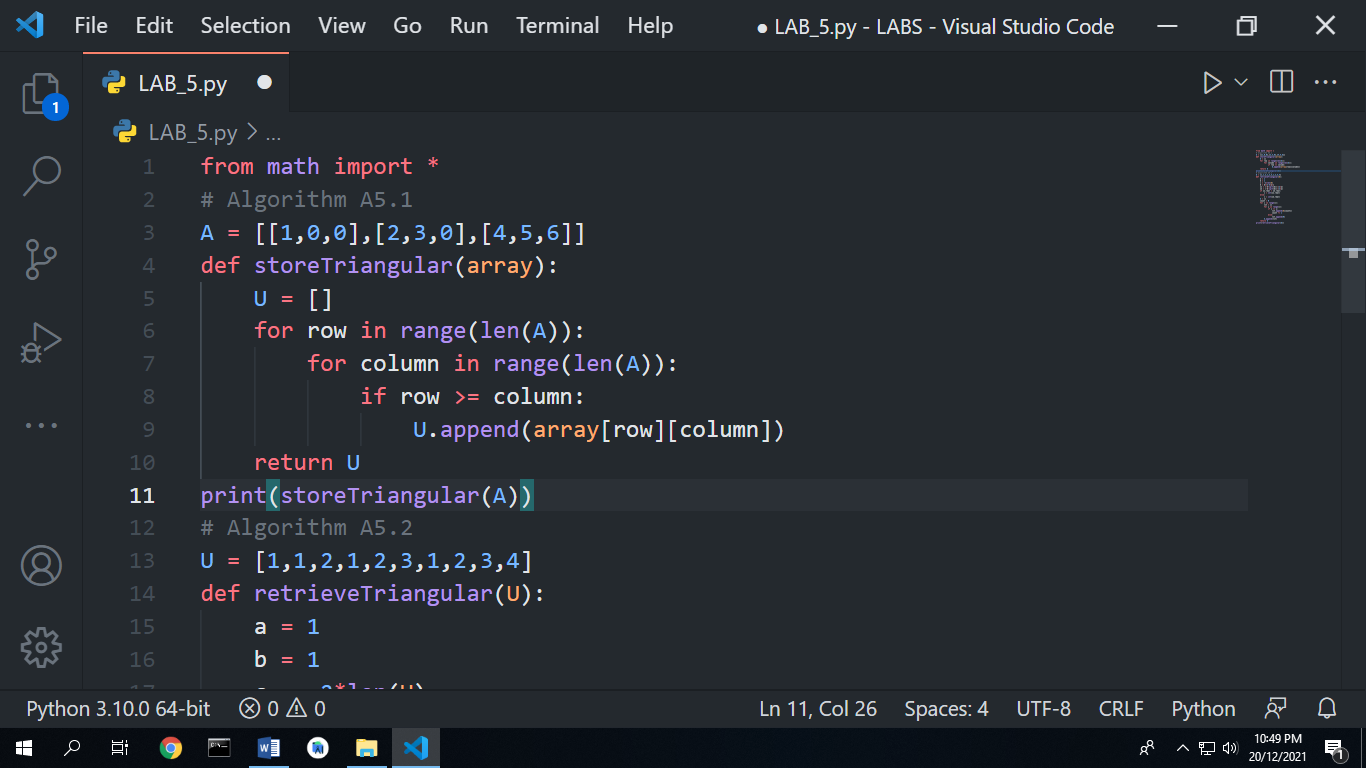 File Edit Selection View Go Run Terminal Help ● LAB_5.py - LABS - Visual Studio Code
LAB_5.py ●
1
LAB_5.py > ...
1 from math import *
2 # Algorithm A5.1
3 A = [[1,0,0],[2,3,0],[4,5,6]]
4 def storeTriangular(array):
5     U = []
6     for row in range(len(A)):
7         for column in range(len(A)):
8             if row >= column:
9                 U.append(array[row][column])
10     return U
11 print(storeTriangular(A))
12 # Algorithm A5.2
13 U = [1,1,2,1,2,3,1,2,3,4]
14 def retrieveTriangular(U):
15     a = 1
16     b = 1
Python 3.10.0 64-bit 0 0 Ln 11, Col 26 Spaces: 4 UTF-8 CRLF Python
10:49 PM
20/12/2021
1